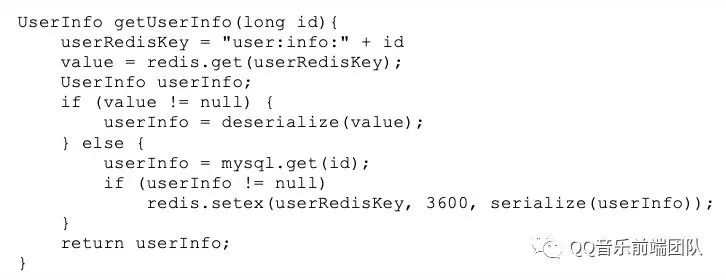 UserInfo getUserInfo(long id){
    userRedisKey = "user:info:" + id
    value = redis.get(userRedisKey);
    UserInfo userInfo;
    if (value != null) {
        userInfo = deserialize(value);
    } else {
        userInfo = mysql.get(id);
        if (userInfo != null)
            redis.setex(userRedisKey, 3600, serialize(userInfo));
    }
    return userInfo;
}
QQ音乐前端团队